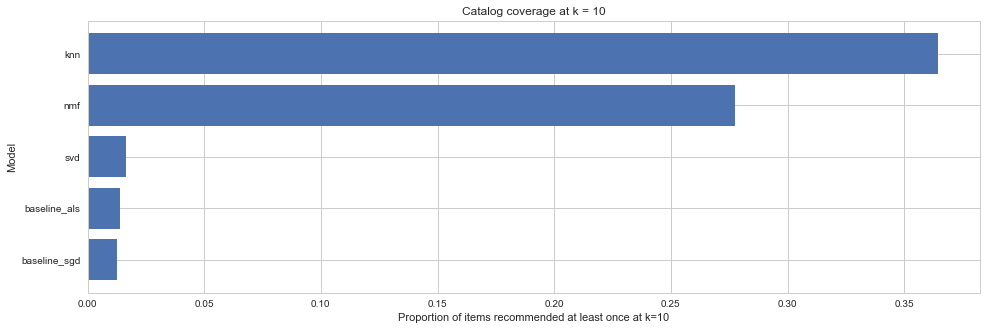 Catalog coverage at k = 10
Model
knn
nmf
svd
baseline_als
baseline_sgd
0.00 0.05 0.10 0.15 0.20 0.25 0.30 0.35
Proportion of items recommended at least once at k=10